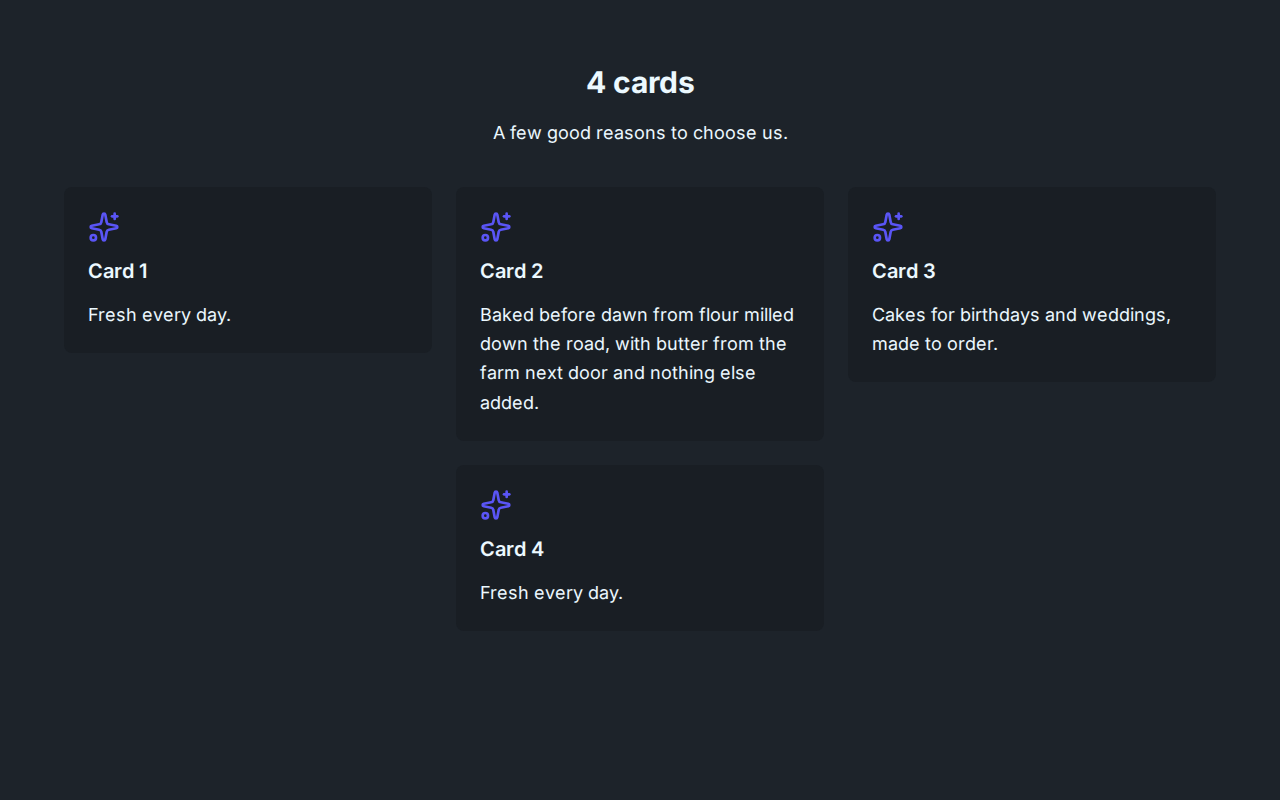 4 cards
A few good reasons to choose us.
Card 1
Fresh every day.
Card 2
Baked before dawn from flour milled
down the road, with butter from the
farm next door and nothing else
added.
Card 3
Cakes for birthdays and weddings,
made to order.
Card 4
Fresh every day.